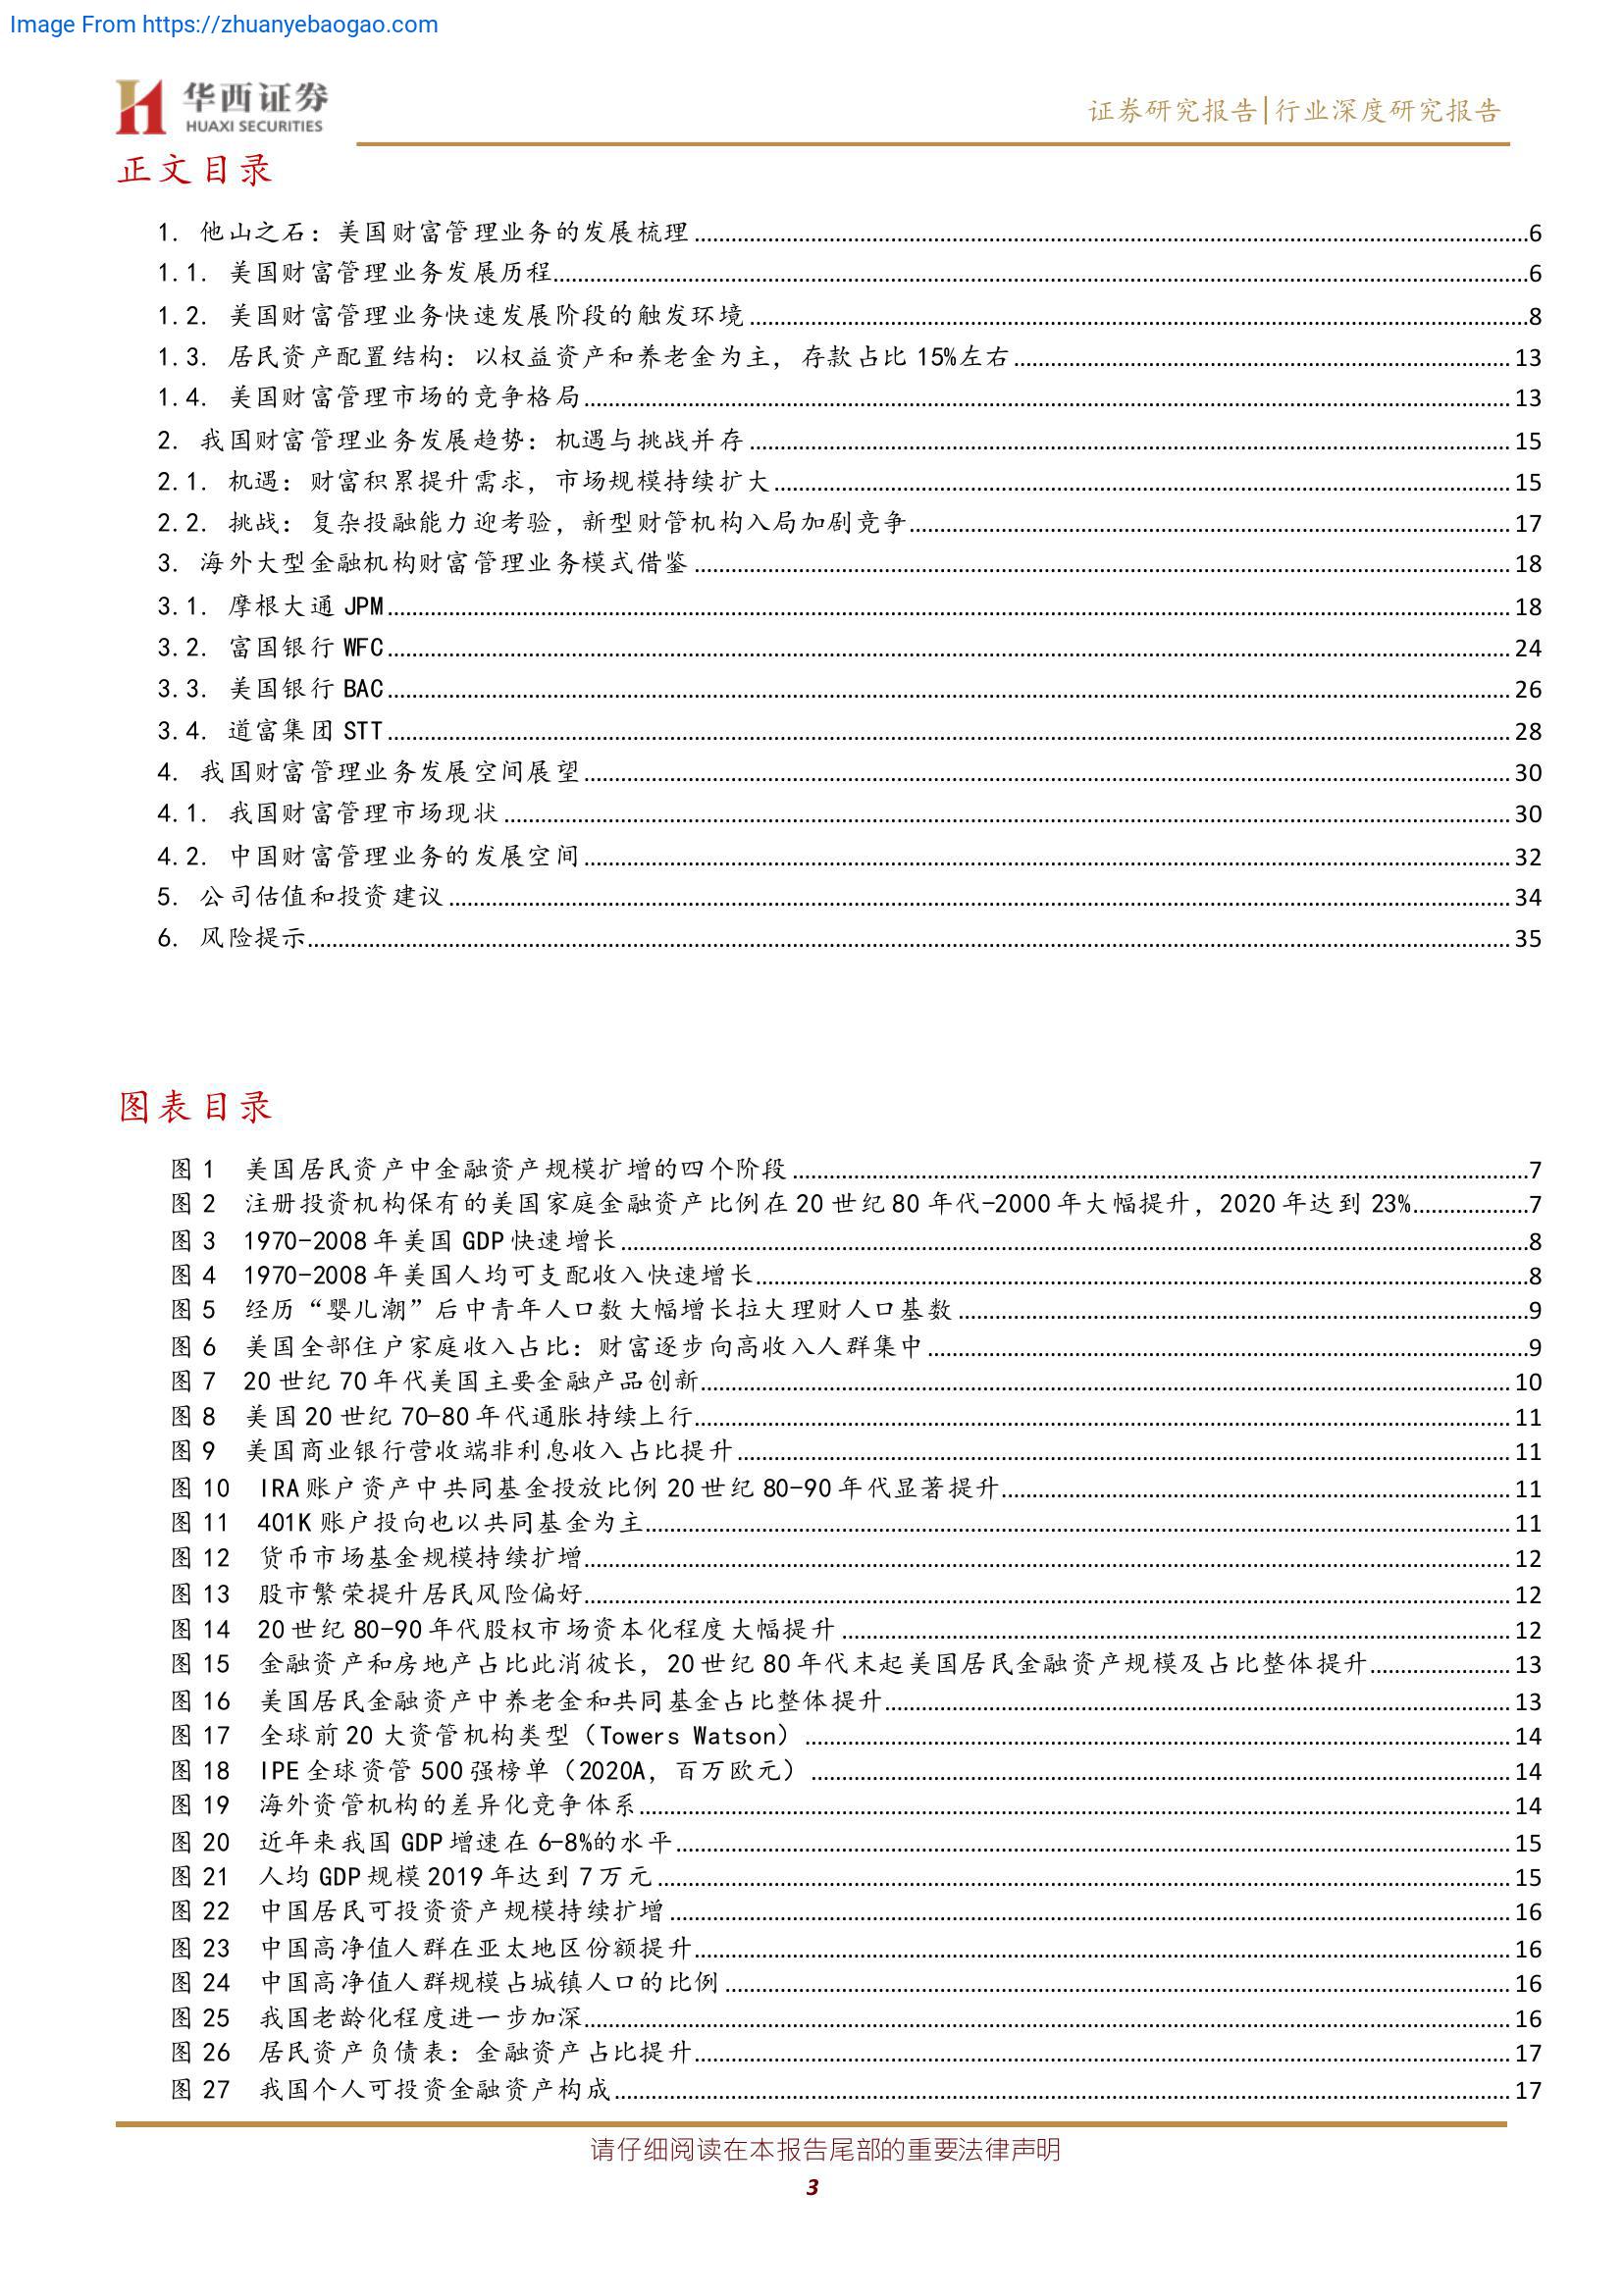 Image From https://zhuanyebaogao.com
华西证券
HUAXI SECURITIES
证券研究报告|行业深度研究报告
正文目录
1. 他山之石：美国财富管理业务的发展梳理 ........ 6
1.1. 美国财富管理业务发展历程 ........ 6
1.2. 美国财富管理业务快速发展阶段的触发环境 ........ 8
1.3. 居民资产配置结构：以权益资产和养老金为主，存款占比 15%左右 ........ 13
1.4. 美国财富管理市场的竞争格局 ........ 13
2. 我国财富管理业务发展趋势：机遇与挑战并存 ........ 15
2.1. 机遇：财富积累提升需求，市场规模持续扩大 ........ 15
2.2. 挑战：复杂投融能力迎考验，新型财管机构入局加剧竞争 ........ 17
3. 海外大型金融机构财富管理业务模式借鉴 ........ 18
3.1. 摩根大通 JPM ........ 18
3.2. 富国银行 WFC ........ 24
3.3. 美国银行 BAC ........ 26
3.4. 道富集团 STT ........ 28
4. 我国财富管理业务发展空间展望 ........ 30
4.1. 我国财富管理市场现状 ........ 30
4.2. 中国财富管理业务的发展空间 ........ 32
5. 公司估值和投资建议 ........ 34
6. 风险提示 ........ 35
图表目录
图 1 美国居民资产中金融资产规模扩增的四个阶段 ........ 7
图 2 注册投资机构保有的美国家庭金融资产比例在 20 世纪 80 年代-2000 年大幅提升，2020 年达到 23% ........ 7
图 3 1970-2008 年美国 GDP 快速增长 ........ 8
图 4 1970-2008 年美国人均可支配收入快速增长 ........ 8
图 5 经历“婴儿潮”后中青年人口数大幅增长拉大理财人口基数 ........ 9
图 6 美国全部住户家庭收入占比：财富逐步向高收入人群集中 ........ 9
图 7 20 世纪 70 年代美国主要金融产品创新 ........ 10
图 8 美国 20 世纪 70-80 年代通胀持续上行 ........ 11
图 9 美国商业银行营收端非利息收入占比提升 ........ 11
图 10 IRA 账户资产中共同基金投放比例 20 世纪 80-90 年代显著提升 ........ 11
图 11 401K 账户投向也以共同基金为主 ........ 11
图 12 货币市场基金规模持续扩增 ........ 12
图 13 股市繁荣提升居民风险偏好 ........ 12
图 14 20 世纪 80-90 年代股权市场资本化程度大幅提升 ........ 12
图 15 金融资产和房地产占比此消彼长，20 世纪 80 年代末起美国居民金融资产规模及占比整体提升 ........ 13
图 16 美国居民金融资产中养老金和共同基金占比整体提升 ........ 13
图 17 全球前 20 大资管机构类型（Towers Watson） ........ 14
图 18 IPE 全球资管 500 强榜单（2020A，百万欧元） ........ 14
图 19 海外资管机构的差异化竞争体系 ........ 14
图 20 近年来我国 GDP 增速在 6-8%的水平 ........ 15
图 21 人均 GDP 规模 2019 年达到 7 万元 ........ 15
图 22 中国居民可投资资产规模持续扩增 ........ 16
图 23 中国高净值人群在亚太地区份额提升 ........ 16
图 24 中国高净值人群规模占城镇人口的比例 ........ 16
图 25 我国老龄化程度进一步加深 ........ 16
图 26 居民资产负债表：金融资产占比提升 ........ 17
图 27 我国个人可投资金融资产构成 ........ 17
请仔细阅读在本报告尾部的重要法律声明
3